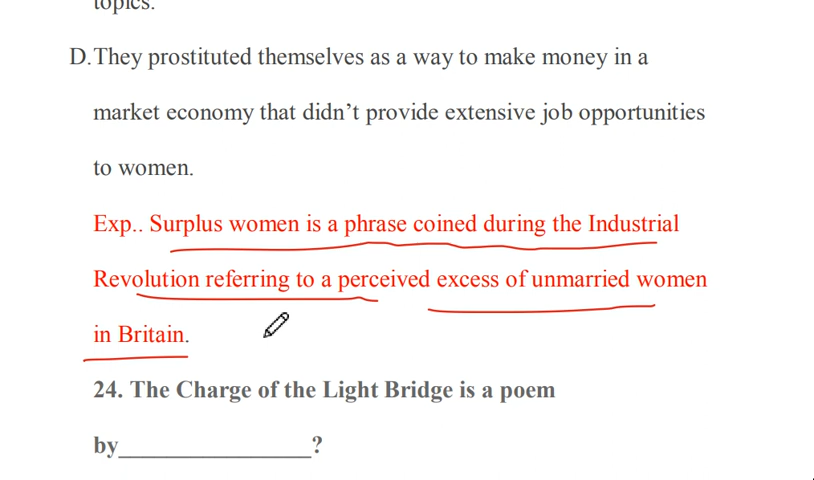 topics.
D.They prostituted themselves as a way to make money in a
market economy that didn’t provide extensive job opportunities
to women.
Exp.. Surplus women is a phrase coined during the Industrial
Revolution referring to a perceived excess of unmarried women
in Britain.
24. The Charge of the Light Bridge is a poem
by________________?